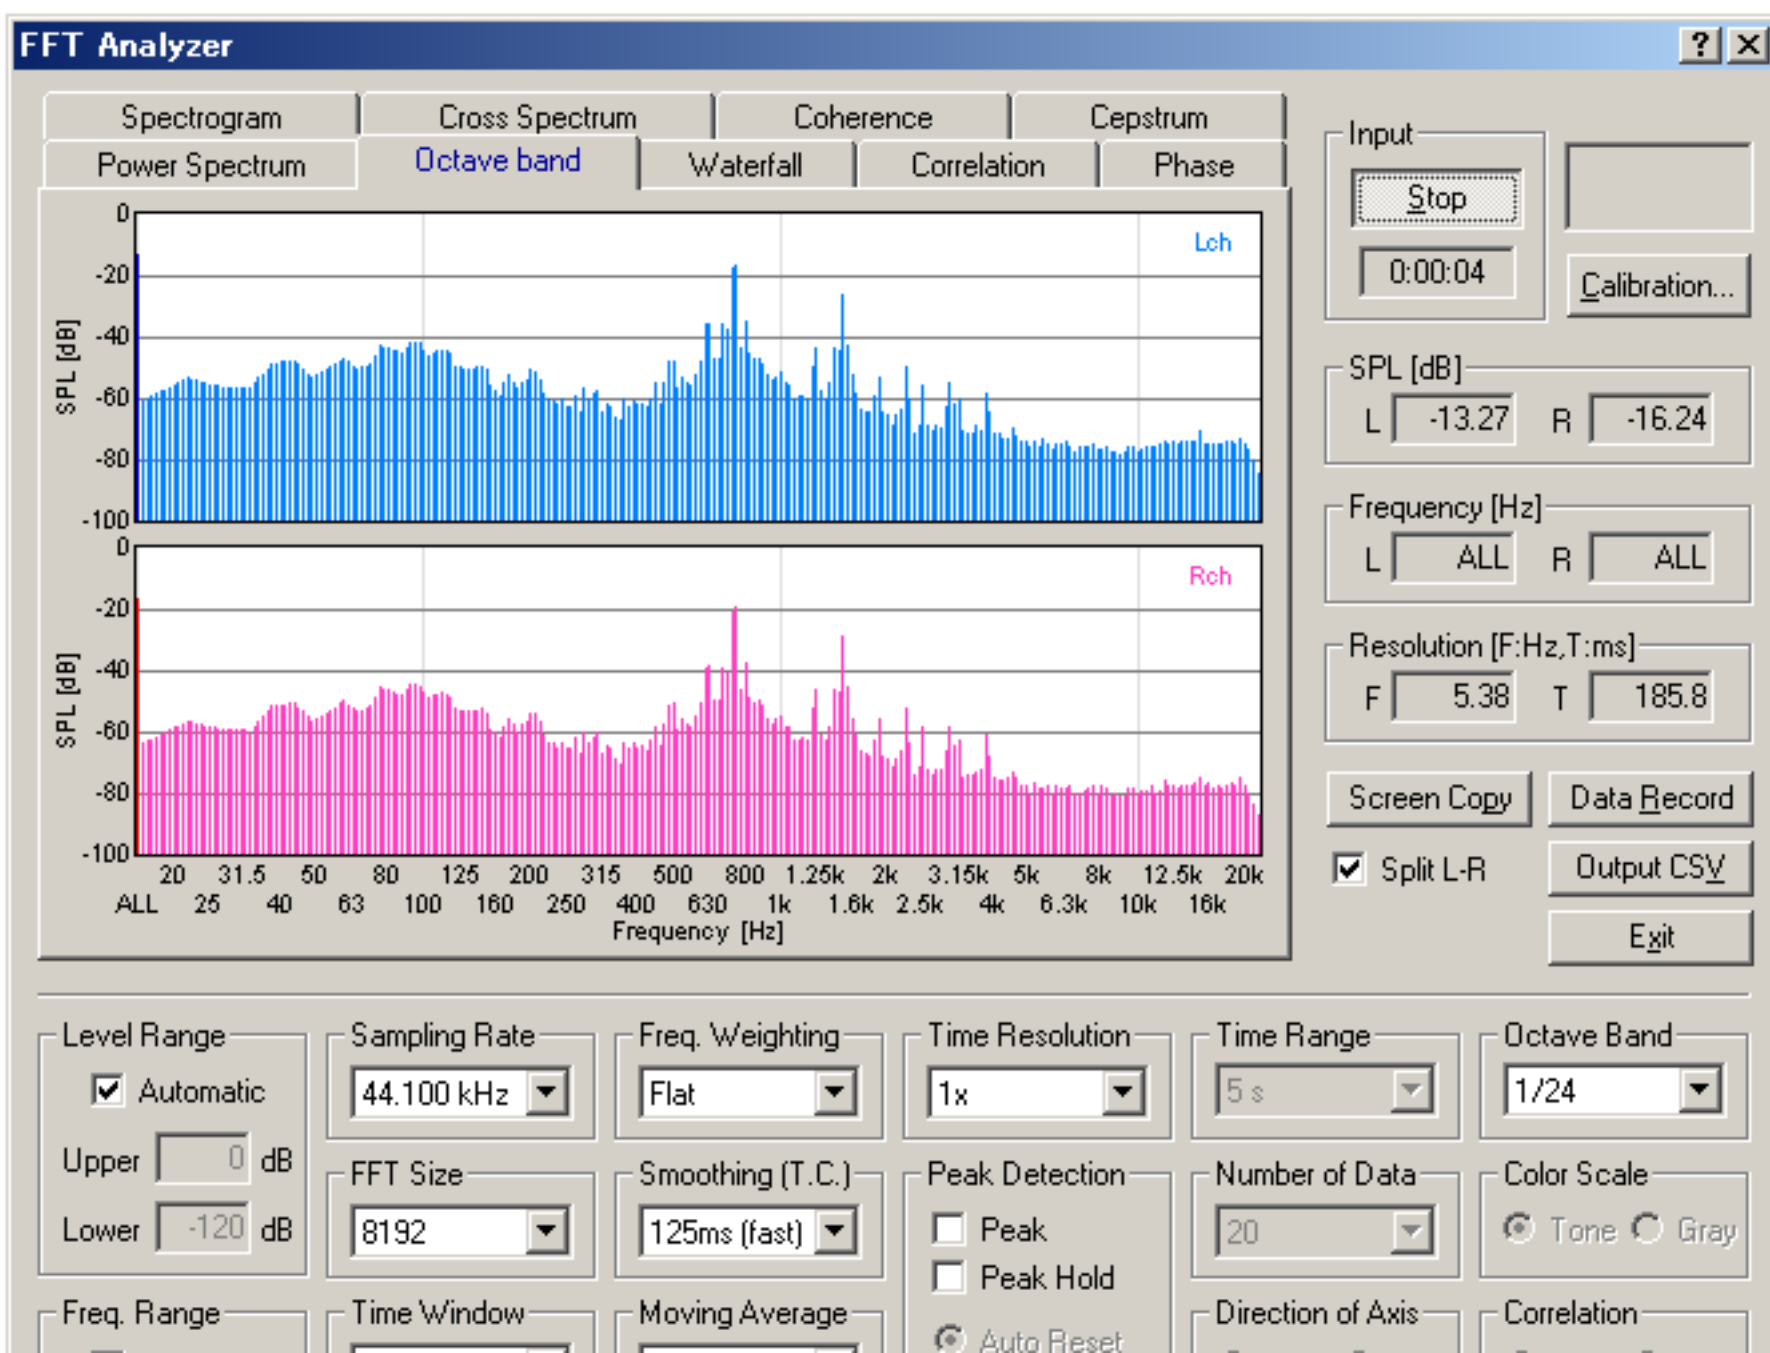 FFT Analyzer
Spectrogram Cross Spectrum Coherence Cepstrum
Power Spectrum Octave band Waterfall Correlation Phase
Lch
SPL [dB]
0
-20
-40
-60
-80
-100
Rch
SPL [dB]
0
-20
-40
-60
-80
-100
20 31.5 50 80 125 200 315 500 800 1.25k 2k 3.15k 5k 8k 12.5k 20k
ALL 25 40 63 100 160 250 400 630 1k 1.6k 2.5k 4k 6.3k 10k 16k
Frequency [Hz]
Input
Stop
0:00:04
Calibration...
SPL [dB]
L -13.27 R -16.24
Frequency [Hz]
L ALL R ALL
Resolution [F:Hz,T:ms]
F 5.38 T 185.8
Screen Copy Data Record
Split L-R Output CSV
Exit
Level Range
Automatic
Upper 0 dB
Lower -120 dB
Freq. Range
Sampling Rate
44.100 kHz
FFT Size
8192
Time Window
Freq. Weighting
Flat
Smoothing (T.C.)
125ms (fast)
Moving Average
Time Resolution
1x
Peak Detection
Peak
Peak Hold
Auto Reset
Time Range
5 s
Number of Data
20
Direction of Axis
Octave Band
1/24
Color Scale
Tone Gray
Correlation